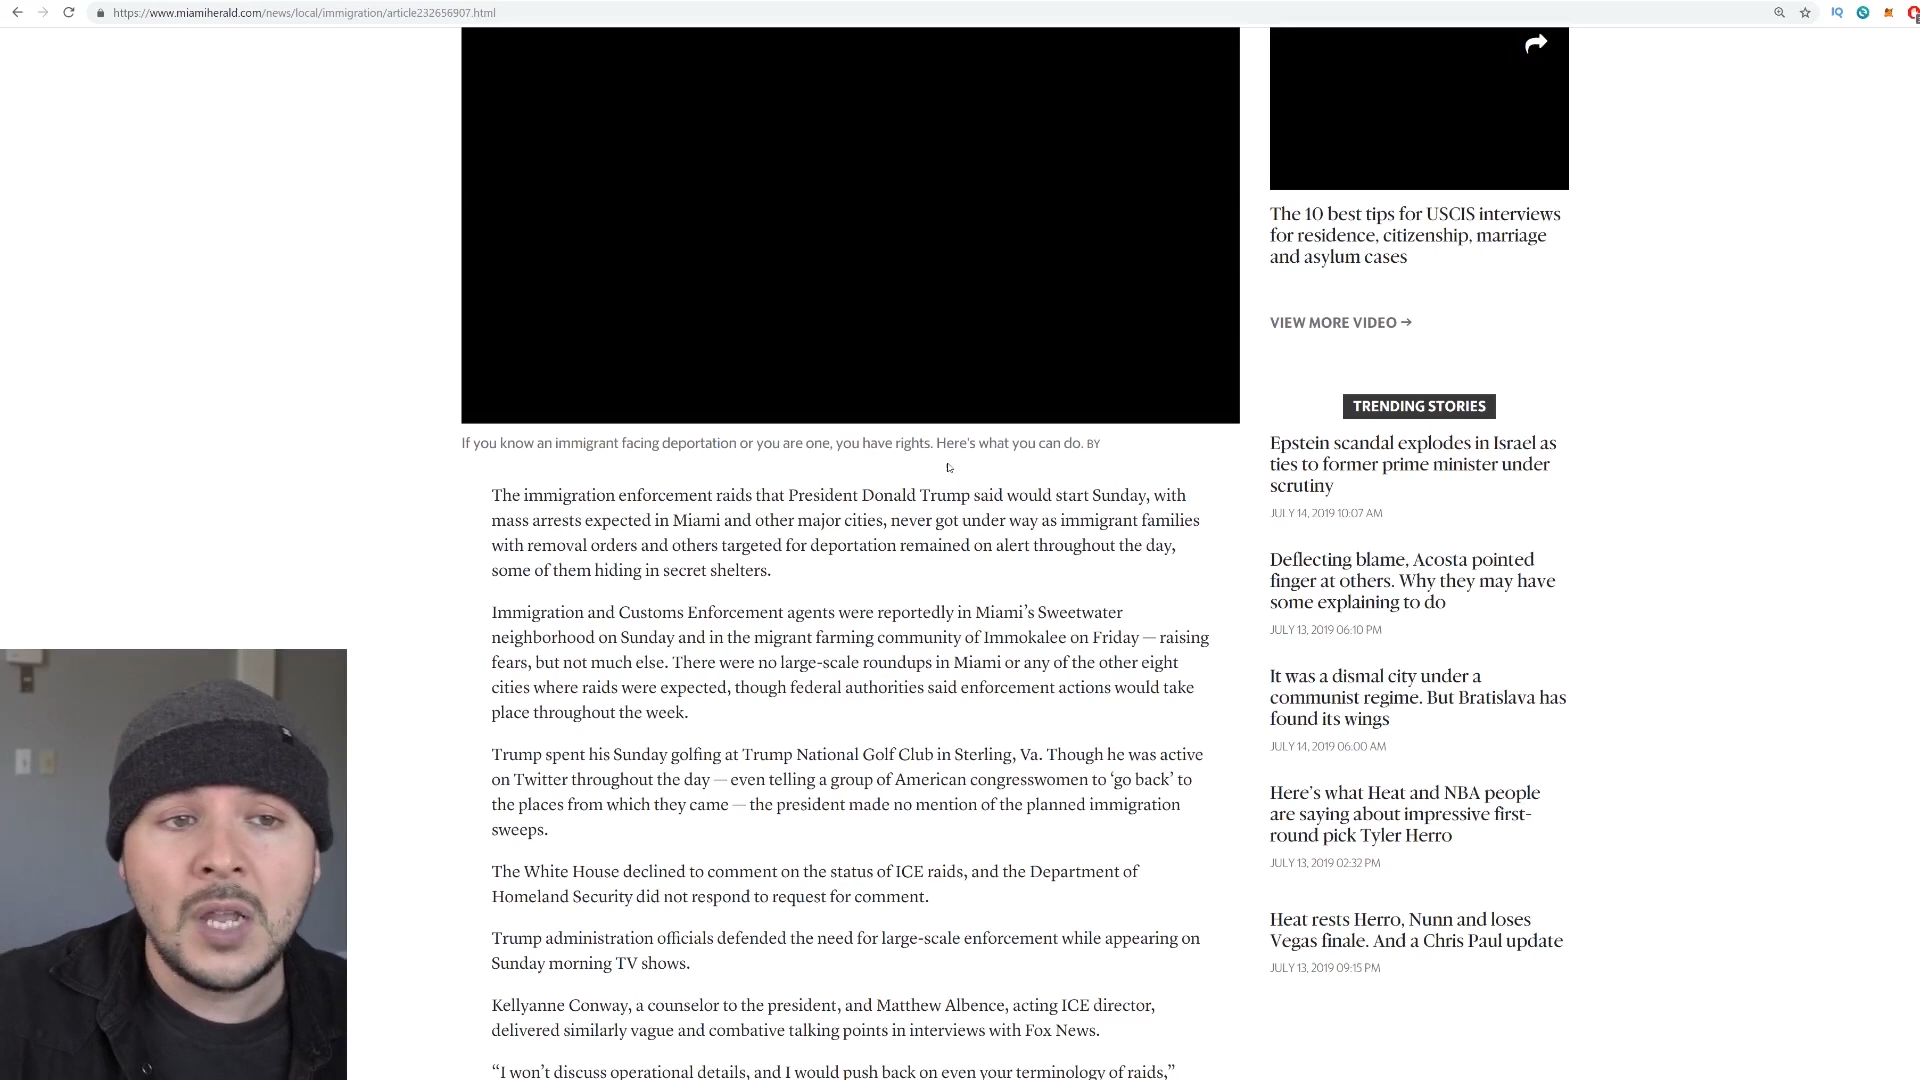 https://www.miamiherald.com/news/local/immigration/article232656907.html
IQ
The 10 best tips for USCIS interviews
for residence, citizenship, marriage
and asylum cases
VIEW MORE VIDEO →
If you know an immigrant facing deportation or you are one, you have rights. Here's what you can do. BY
The immigration enforcement raids that President Donald Trump said would start Sunday, with
mass arrests expected in Miami and other major cities, never got under way as immigrant families
with removal orders and others targeted for deportation remained on alert throughout the day,
some of them hiding in secret shelters.
Immigration and Customs Enforcement agents were reportedly in Miami’s Sweetwater
neighborhood on Sunday and in the migrant farming community of Immokalee on Friday — raising
fears, but not much else. There were no large-scale roundups in Miami or any of the other eight
cities where raids were expected, though federal authorities said enforcement actions would take
place throughout the week.
Trump spent his Sunday golfing at Trump National Golf Club in Sterling, Va. Though he was active
on Twitter throughout the day — even telling a group of American congresswomen to ‘go back’ to
the places from which they came — the president made no mention of the planned immigration
sweeps.
The White House declined to comment on the status of ICE raids, and the Department of
Homeland Security did not respond to request for comment.
Trump administration officials defended the need for large-scale enforcement while appearing on
Sunday morning TV shows.
Kellyanne Conway, a counselor to the president, and Matthew Albence, acting ICE director,
delivered similarly vague and combative talking points in interviews with Fox News.
“I won’t discuss operational details, and I would push back on even your terminology of raids,”
TRENDING STORIES
Epstein scandal explodes in Israel as
ties to former prime minister under
scrutiny
JULY 14, 2019 10:07 AM
Deflecting blame, Acosta pointed
finger at others. Why they may have
some explaining to do
JULY 13, 2019 06:10 PM
It was a dismal city under a
communist regime. But Bratislava has
found its wings
JULY 14, 2019 06:00 AM
Here’s what Heat and NBA people
are saying about impressive first-
round pick Tyler Herro
JULY 13, 2019 02:32 PM
Heat rests Herro, Nunn and loses
Vegas finale. And a Chris Paul update
JULY 13, 2019 09:15 PM